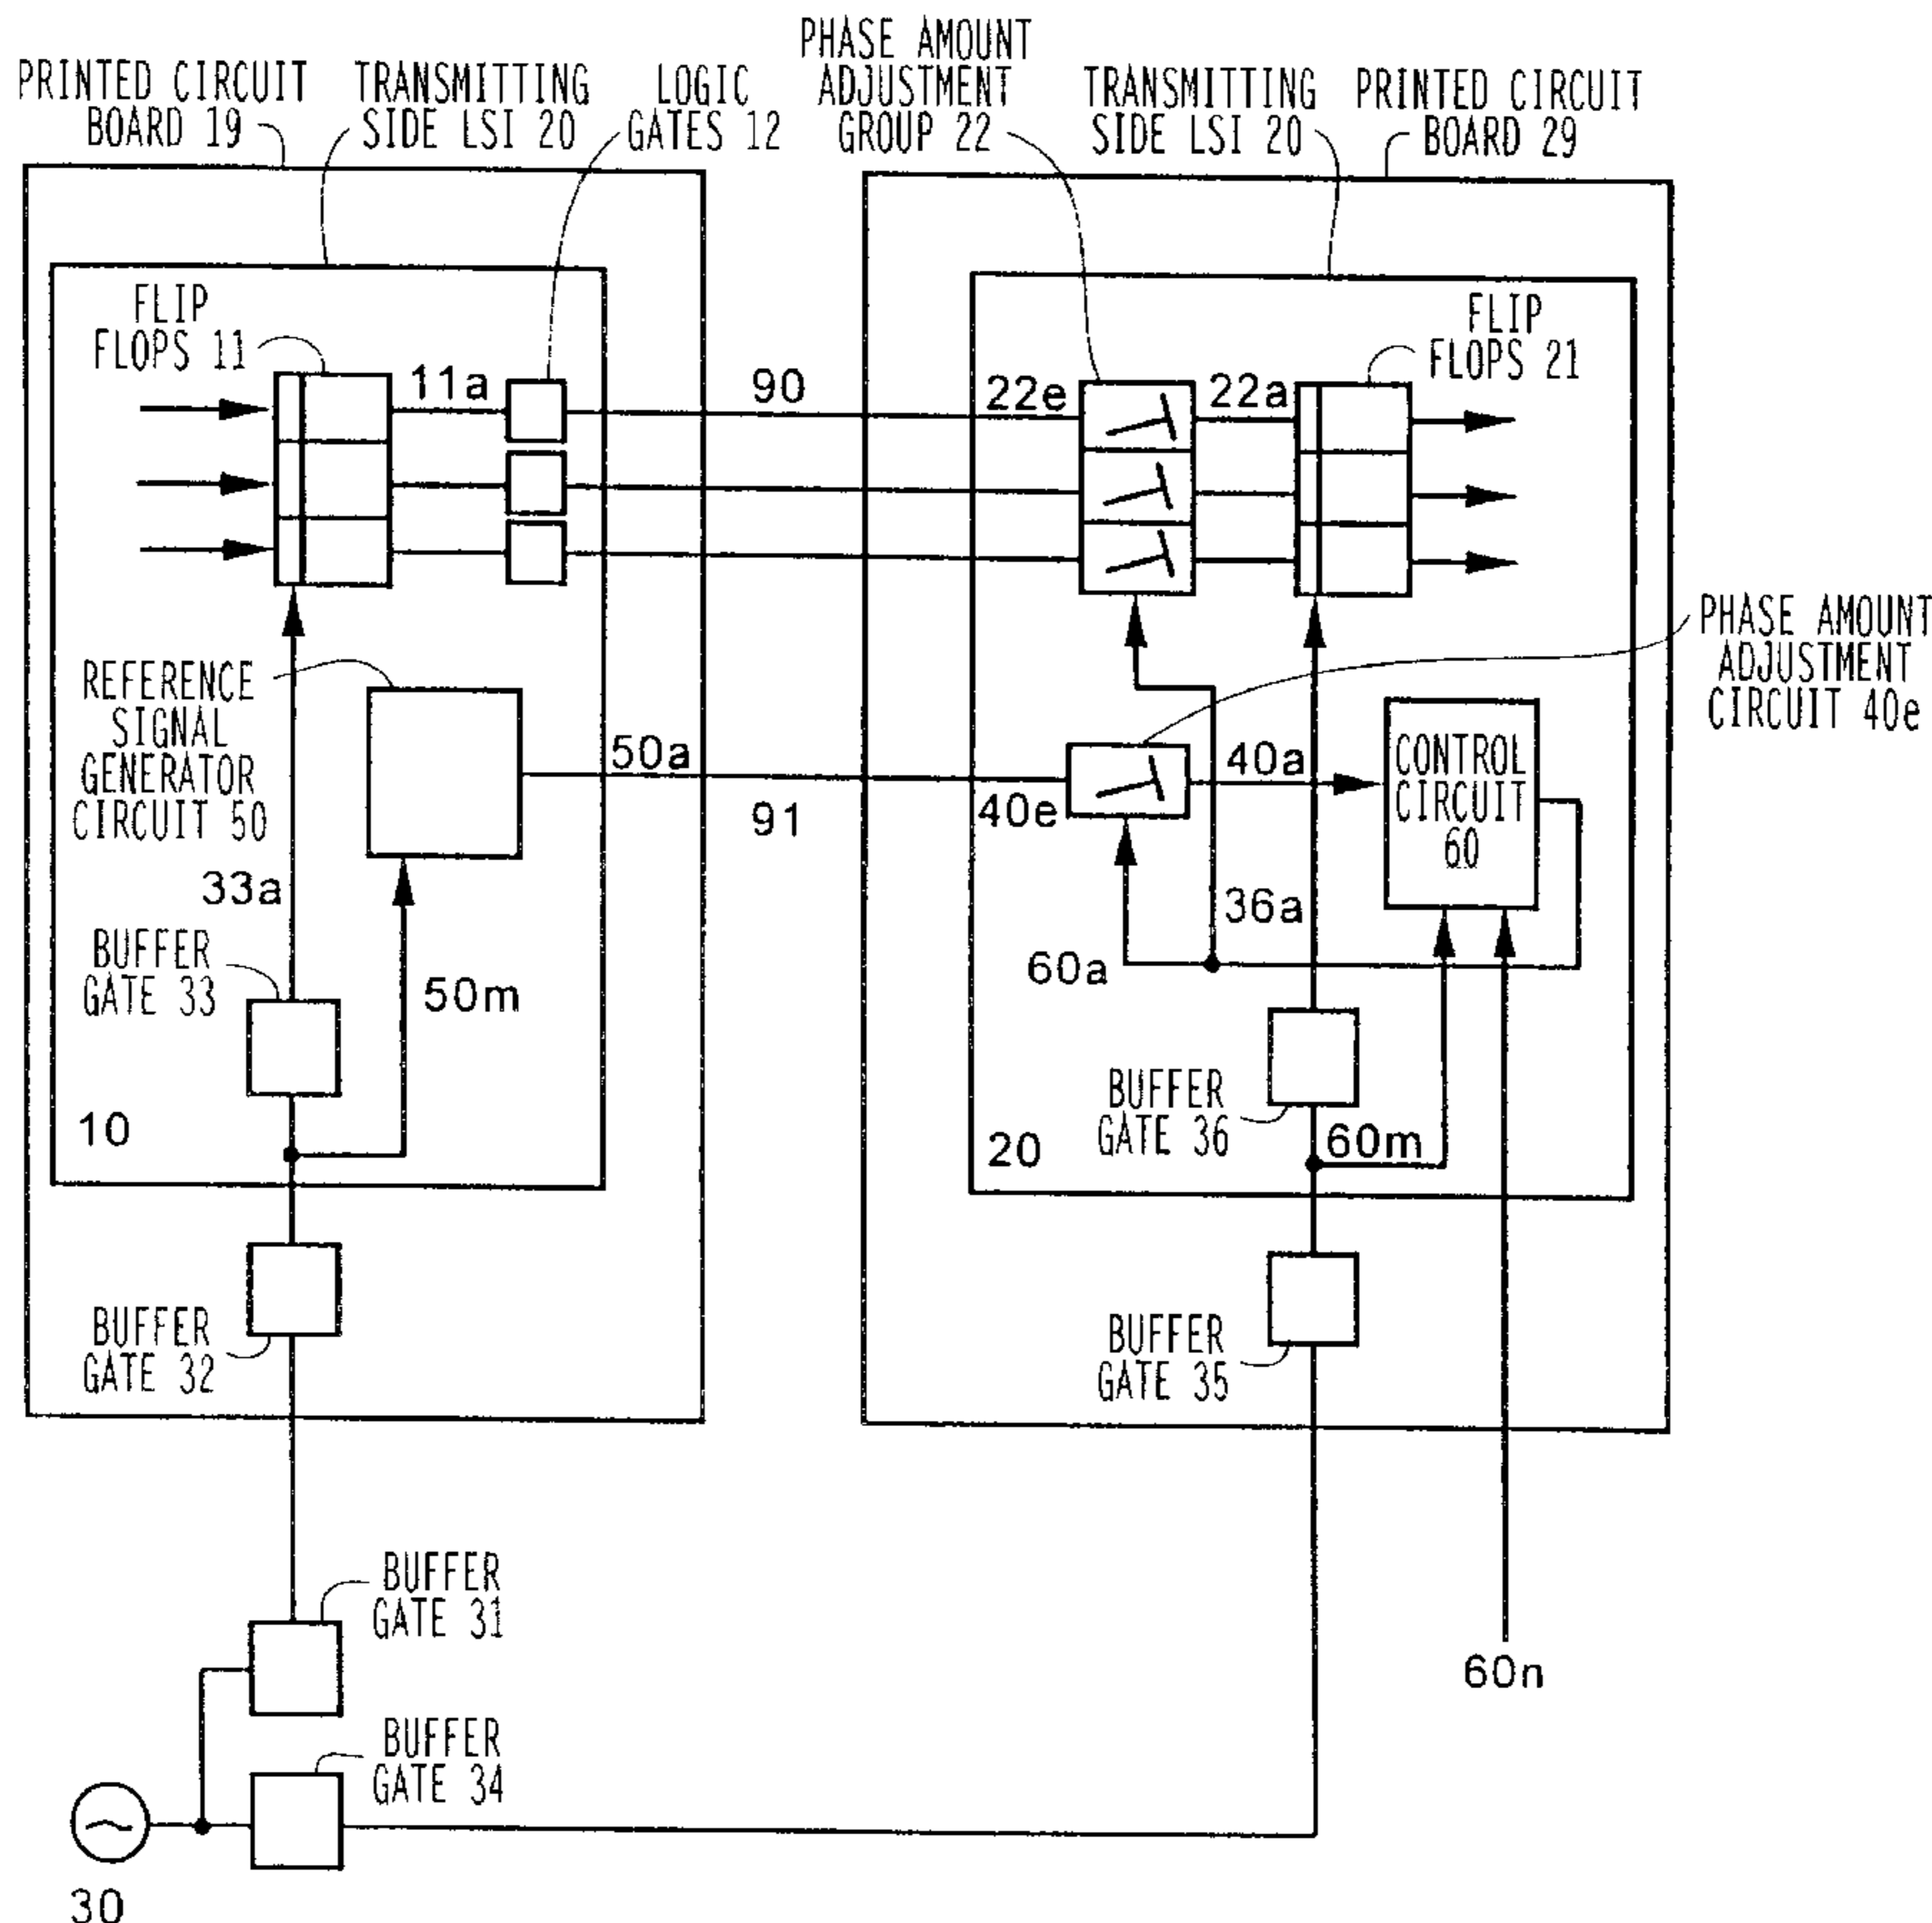 PRINTED CIRCUIT
BOARD 19
TRANSMITTING
SIDE LSI 20
LOGIC
GATES 12
PHASE AMOUNT
ADJUSTMENT
GROUP 22
TRANSMITTING
SIDE LSI 20
PRINTED CIRCUIT
BOARD 29
FLIP
FLOPS 11
11a
90
22e
22a
FLIP
FLOPS 21
PHASE AMOUNT
ADJUSTMENT
CIRCUIT 40e
REFERENCE
SIGNAL
GENERATOR
CIRCUIT 50
50a
91
40e
40a
CONTROL
CIRCUIT
60
33a
36a
60a
BUFFER
GATE 33
50m
10
BUFFER
GATE 36
20
60m
BUFFER
GATE 32
BUFFER
GATE 35
BUFFER
GATE 31
60n
BUFFER
GATE 34
30